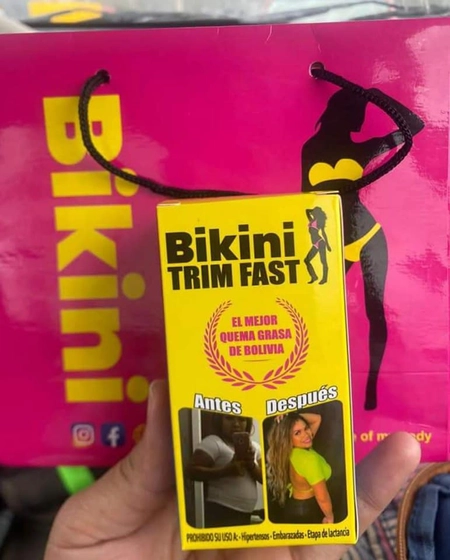 Bikini
Bikini
TRIM FAST
EL MEJOR
QUEMA GRASA
DE BOLIVIA
Antes
Después
PROHIBIDO SU USO A:• Hipertensos • Embarazadas • Etapa de lactancia
of my